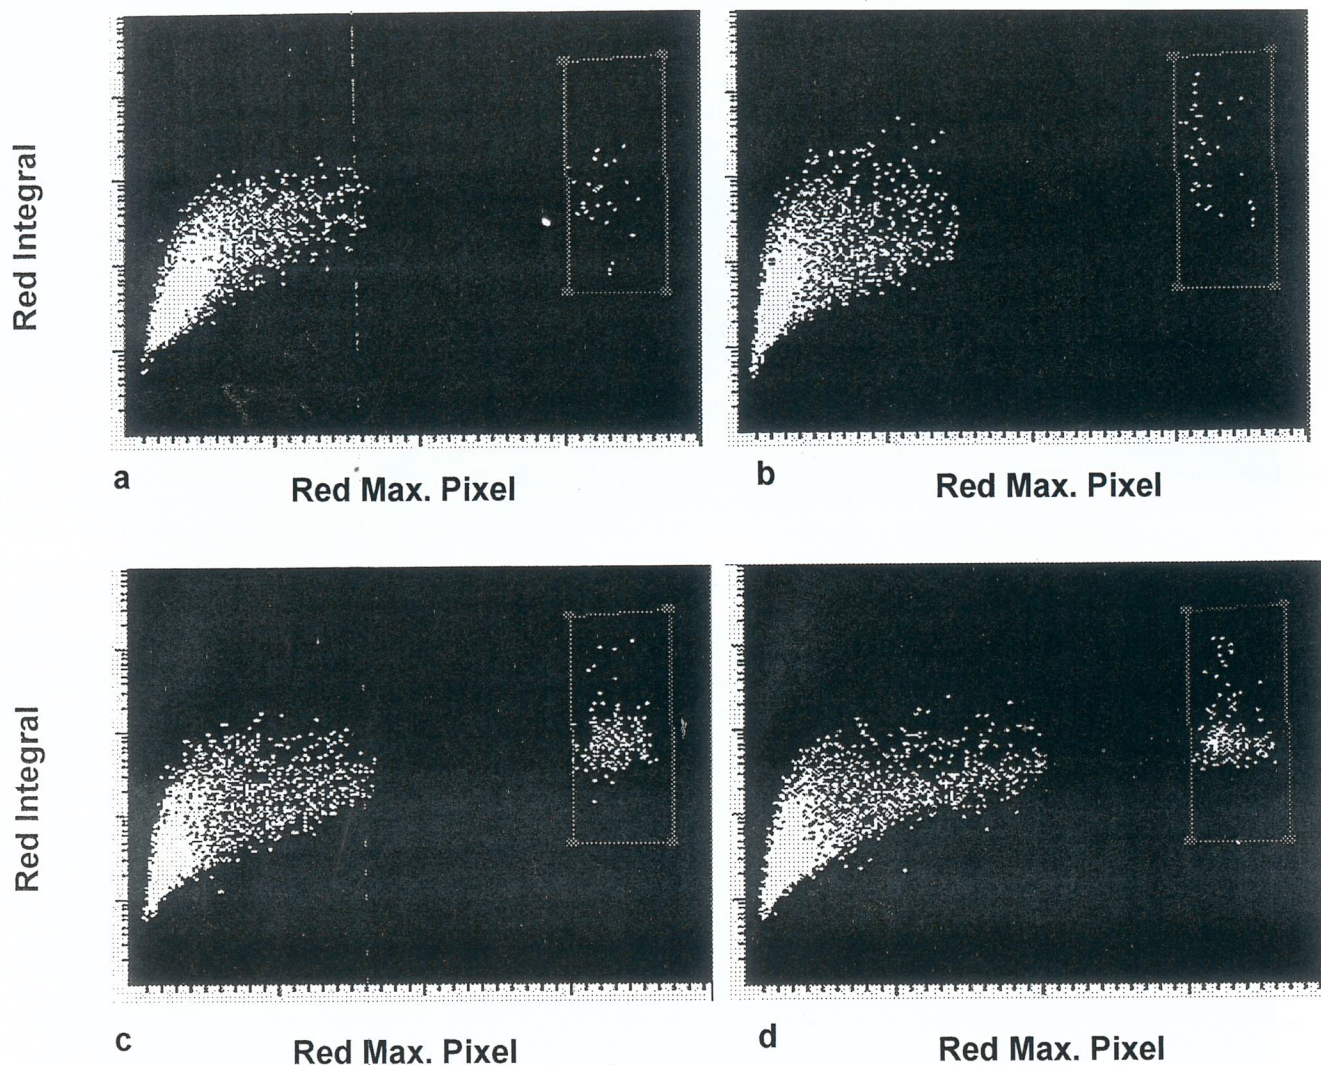 Red Integral
a
Red Max. Pixel
b
Red Max. Pixel
Red Integral
c
Red Max. Pixel
d
Red Max. Pixel